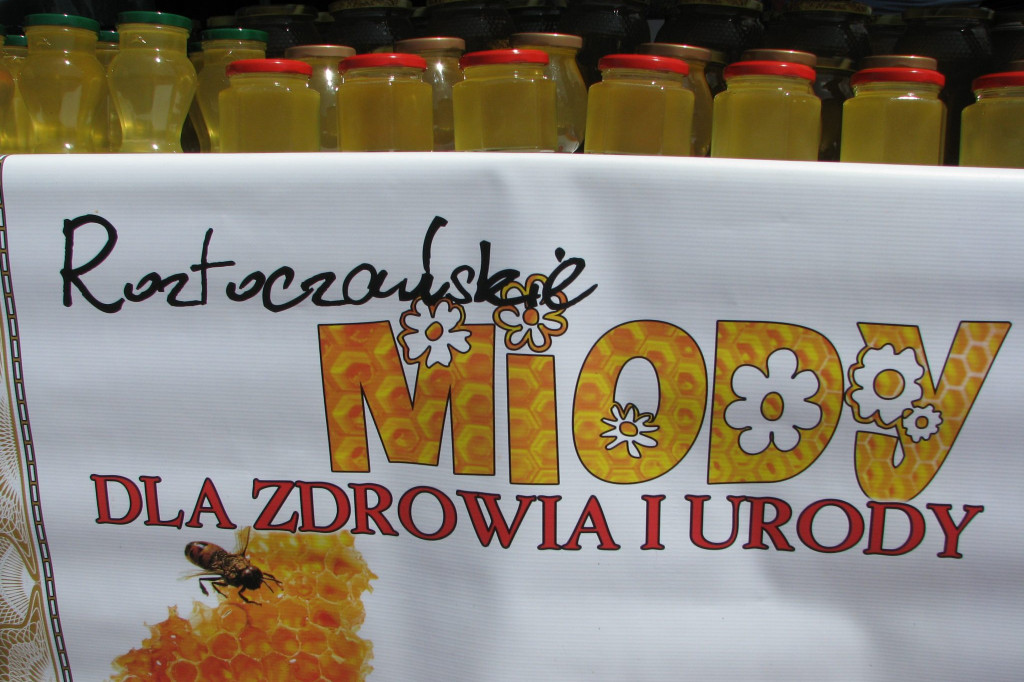 Roztoczańskie
MiODy
DLA ZDROWIA I URODY